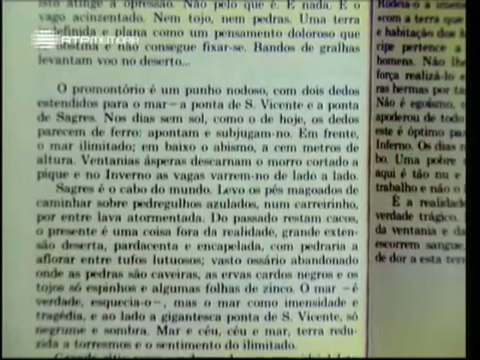 isto atinge a opressão. Não pelo que é. É nada. É o
vago acinzentado. Nem tojo, nem pedras. Uma terra
indefinida e plana como um pensamento doloroso que
se obstina e não consegue fixar-se. Bandos de gralhas
levantam voo no deserto...
RTP MEMÓRIA
O promontório é um punho nodoso, com dois dedos
estendidos para o mar—a ponta de S. Vicente e a ponta
de Sagres. Nos dias sem sol, como o de hoje, os dedos
parecem de ferro: apontam e subjugam-no. Em frente,
o mar ilimitado; em baixo o abismo, a cem metros de
altura. Ventanias ásperas descarnam o morro cortado a
pique e no Inverno as vagas varrem-no de lado a lado.
Sagres é o cabo do mundo. Levo os pés magoados de
caminhar sobre pedregulhos azulados, num carreirinho,
por entre lava atormentada. Do passado restam cacos,
o presente é uma coisa fora da realidade, grande exten-
são deserta, pardacenta e encapelada, com pedraria a
aflorar entre tufos lutuosos; vasto ossário abandonado
onde as pedras são caveiras, as ervas cardos negros e os
tojos só espinhos e algumas folhas de zinco. O mar —é
verdade, esquecia-o—, mas o mar como imensidade e
tragédia, e ao lado a gigantesca ponta de S. Vicente, só
negrume e sombra. Mar e céu, céu e mar, terra redu-
zida a torresmos e o sentimento do ilimitado.
Rodeia-o a imens
«com a terra que
e habitação dos h
cipe pertence a
homens. Não lhe
força realizá-lo e
ras hermas por ta
Não é egoísmo, o
apoderou de todo
este é óptimo pa
Inferno. Os dias n
bo. Uma pobre
aqui é tão nu e
trabalho e não o l
É a realidade
verdade trágica.
da ventania e da
escorrem sangue.
de dor a esta terr